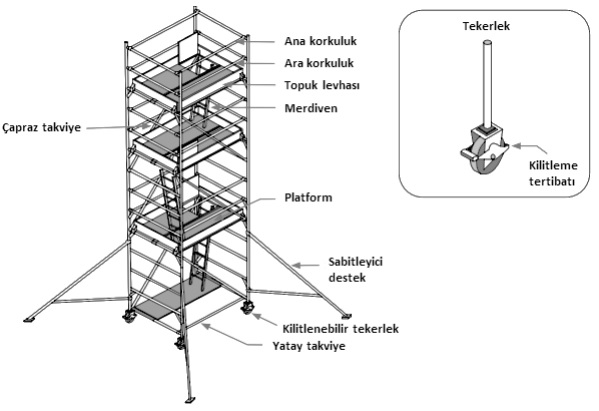 Ana korkuluk
Ara korkuluk
Topuk levhası
Merdiven
Çapraz takviye
Platform
Sabitleyici
destek
Kilitlenebilir tekerlek
Yatay takviye
Tekerlek
Kilitleme
tertibatı